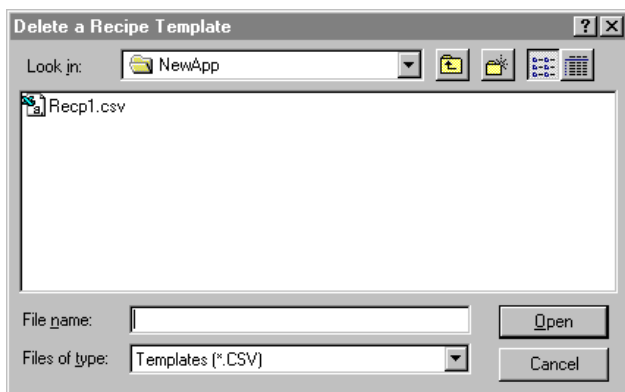 Delete a Recipe Template
Look in: NewApp
Recp1.csv
File name: Open
Files of type: Templates (*.CSV) Cancel